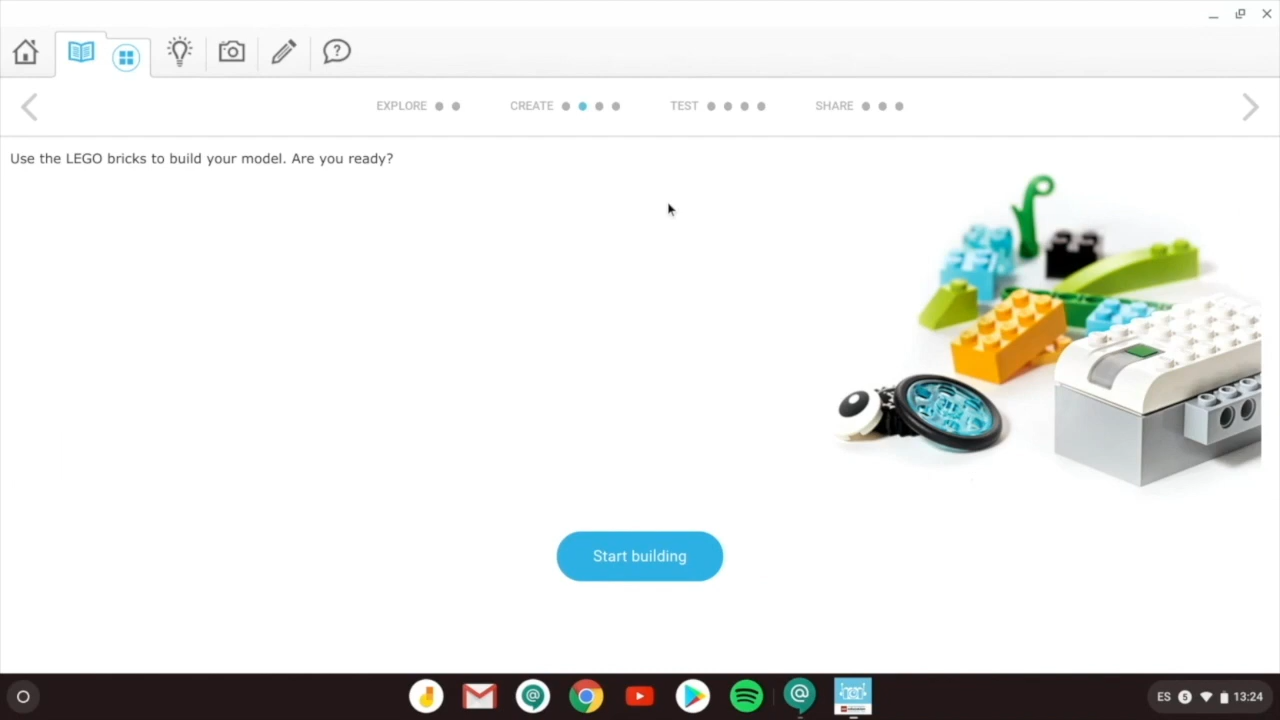 EXPLORE CREATE TEST SHARE
Use the LEGO bricks to build your model. Are you ready?
Start building
ES 5 13:24